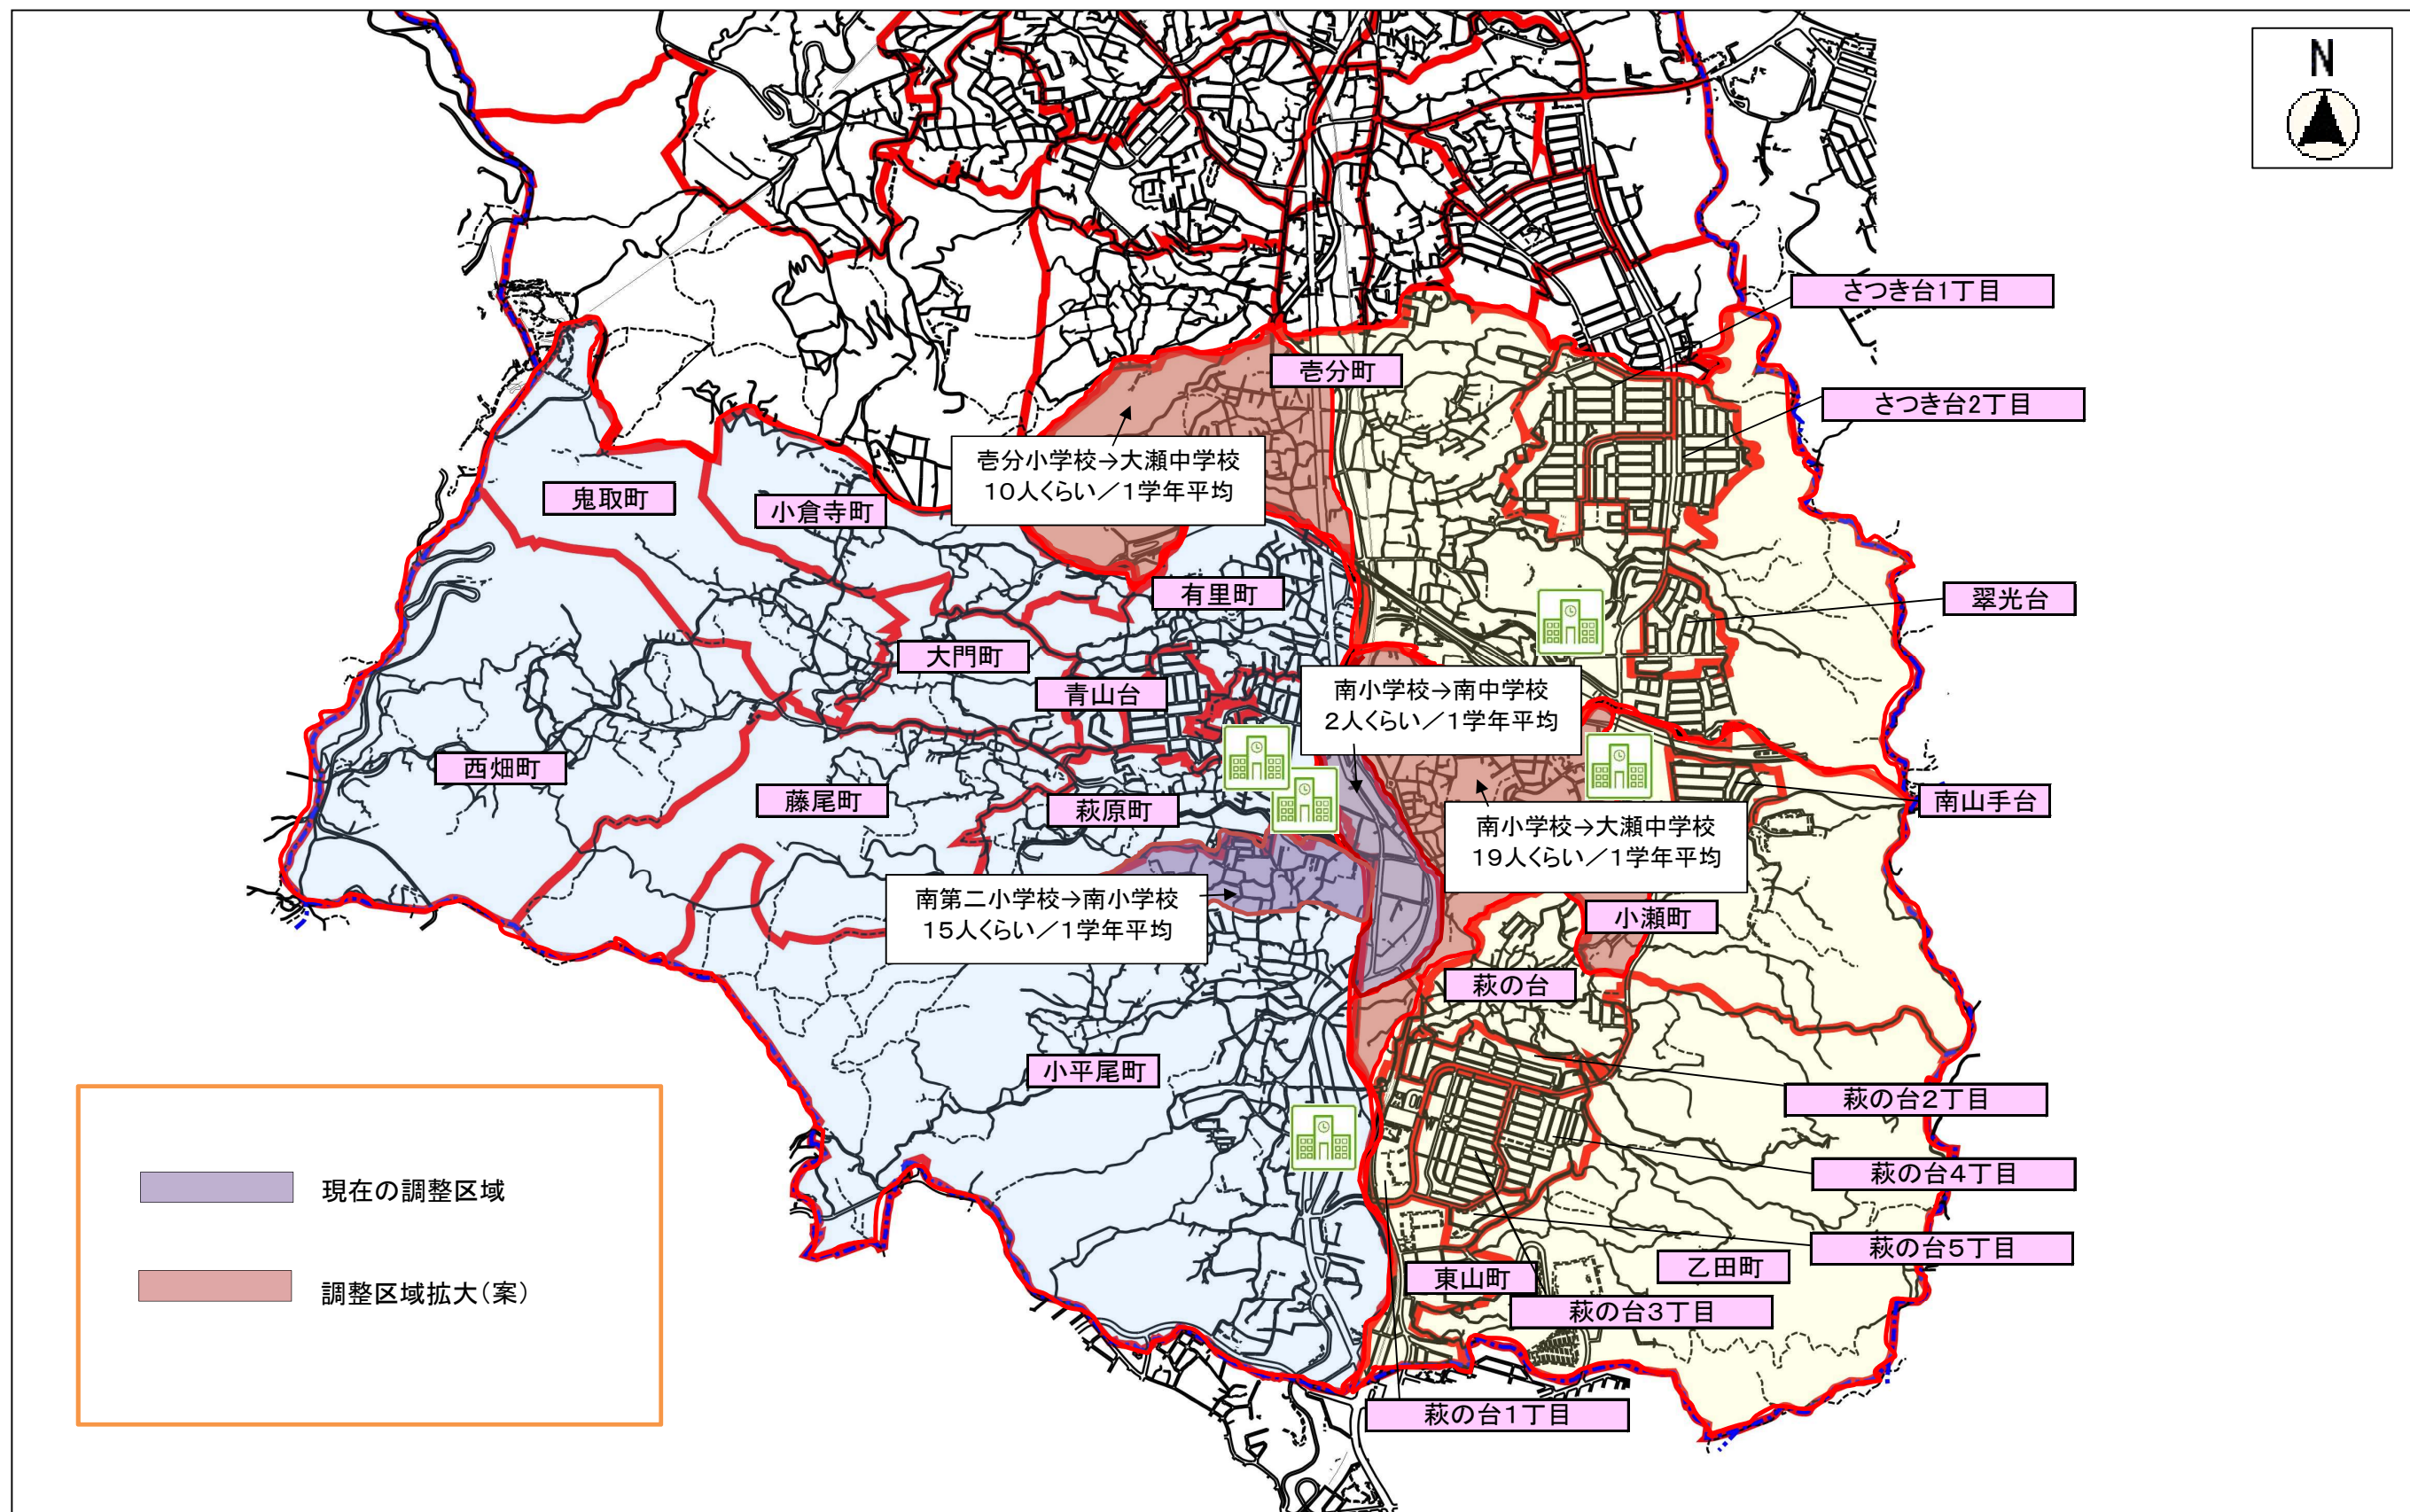 N
さつき台1丁目
壱分町
さつき台2丁目
壱分小学校→大瀬中学校
10人くらい／1学年平均
鬼取町
小倉寺町
有里町
翠光台
大門町
青山台
南小学校→南中学校
2人くらい／1学年平均
西畑町
藤尾町
萩原町
南山手台
南小学校→大瀬中学校
19人くらい／1学年平均
南第二小学校→南小学校
15人くらい／1学年平均
小瀬町
萩の台
小平尾町
萩の台2丁目
萩の台4丁目
萩の台5丁目
乙田町
東山町
萩の台3丁目
萩の台1丁目
現在の調整区域
調整区域拡大（案）